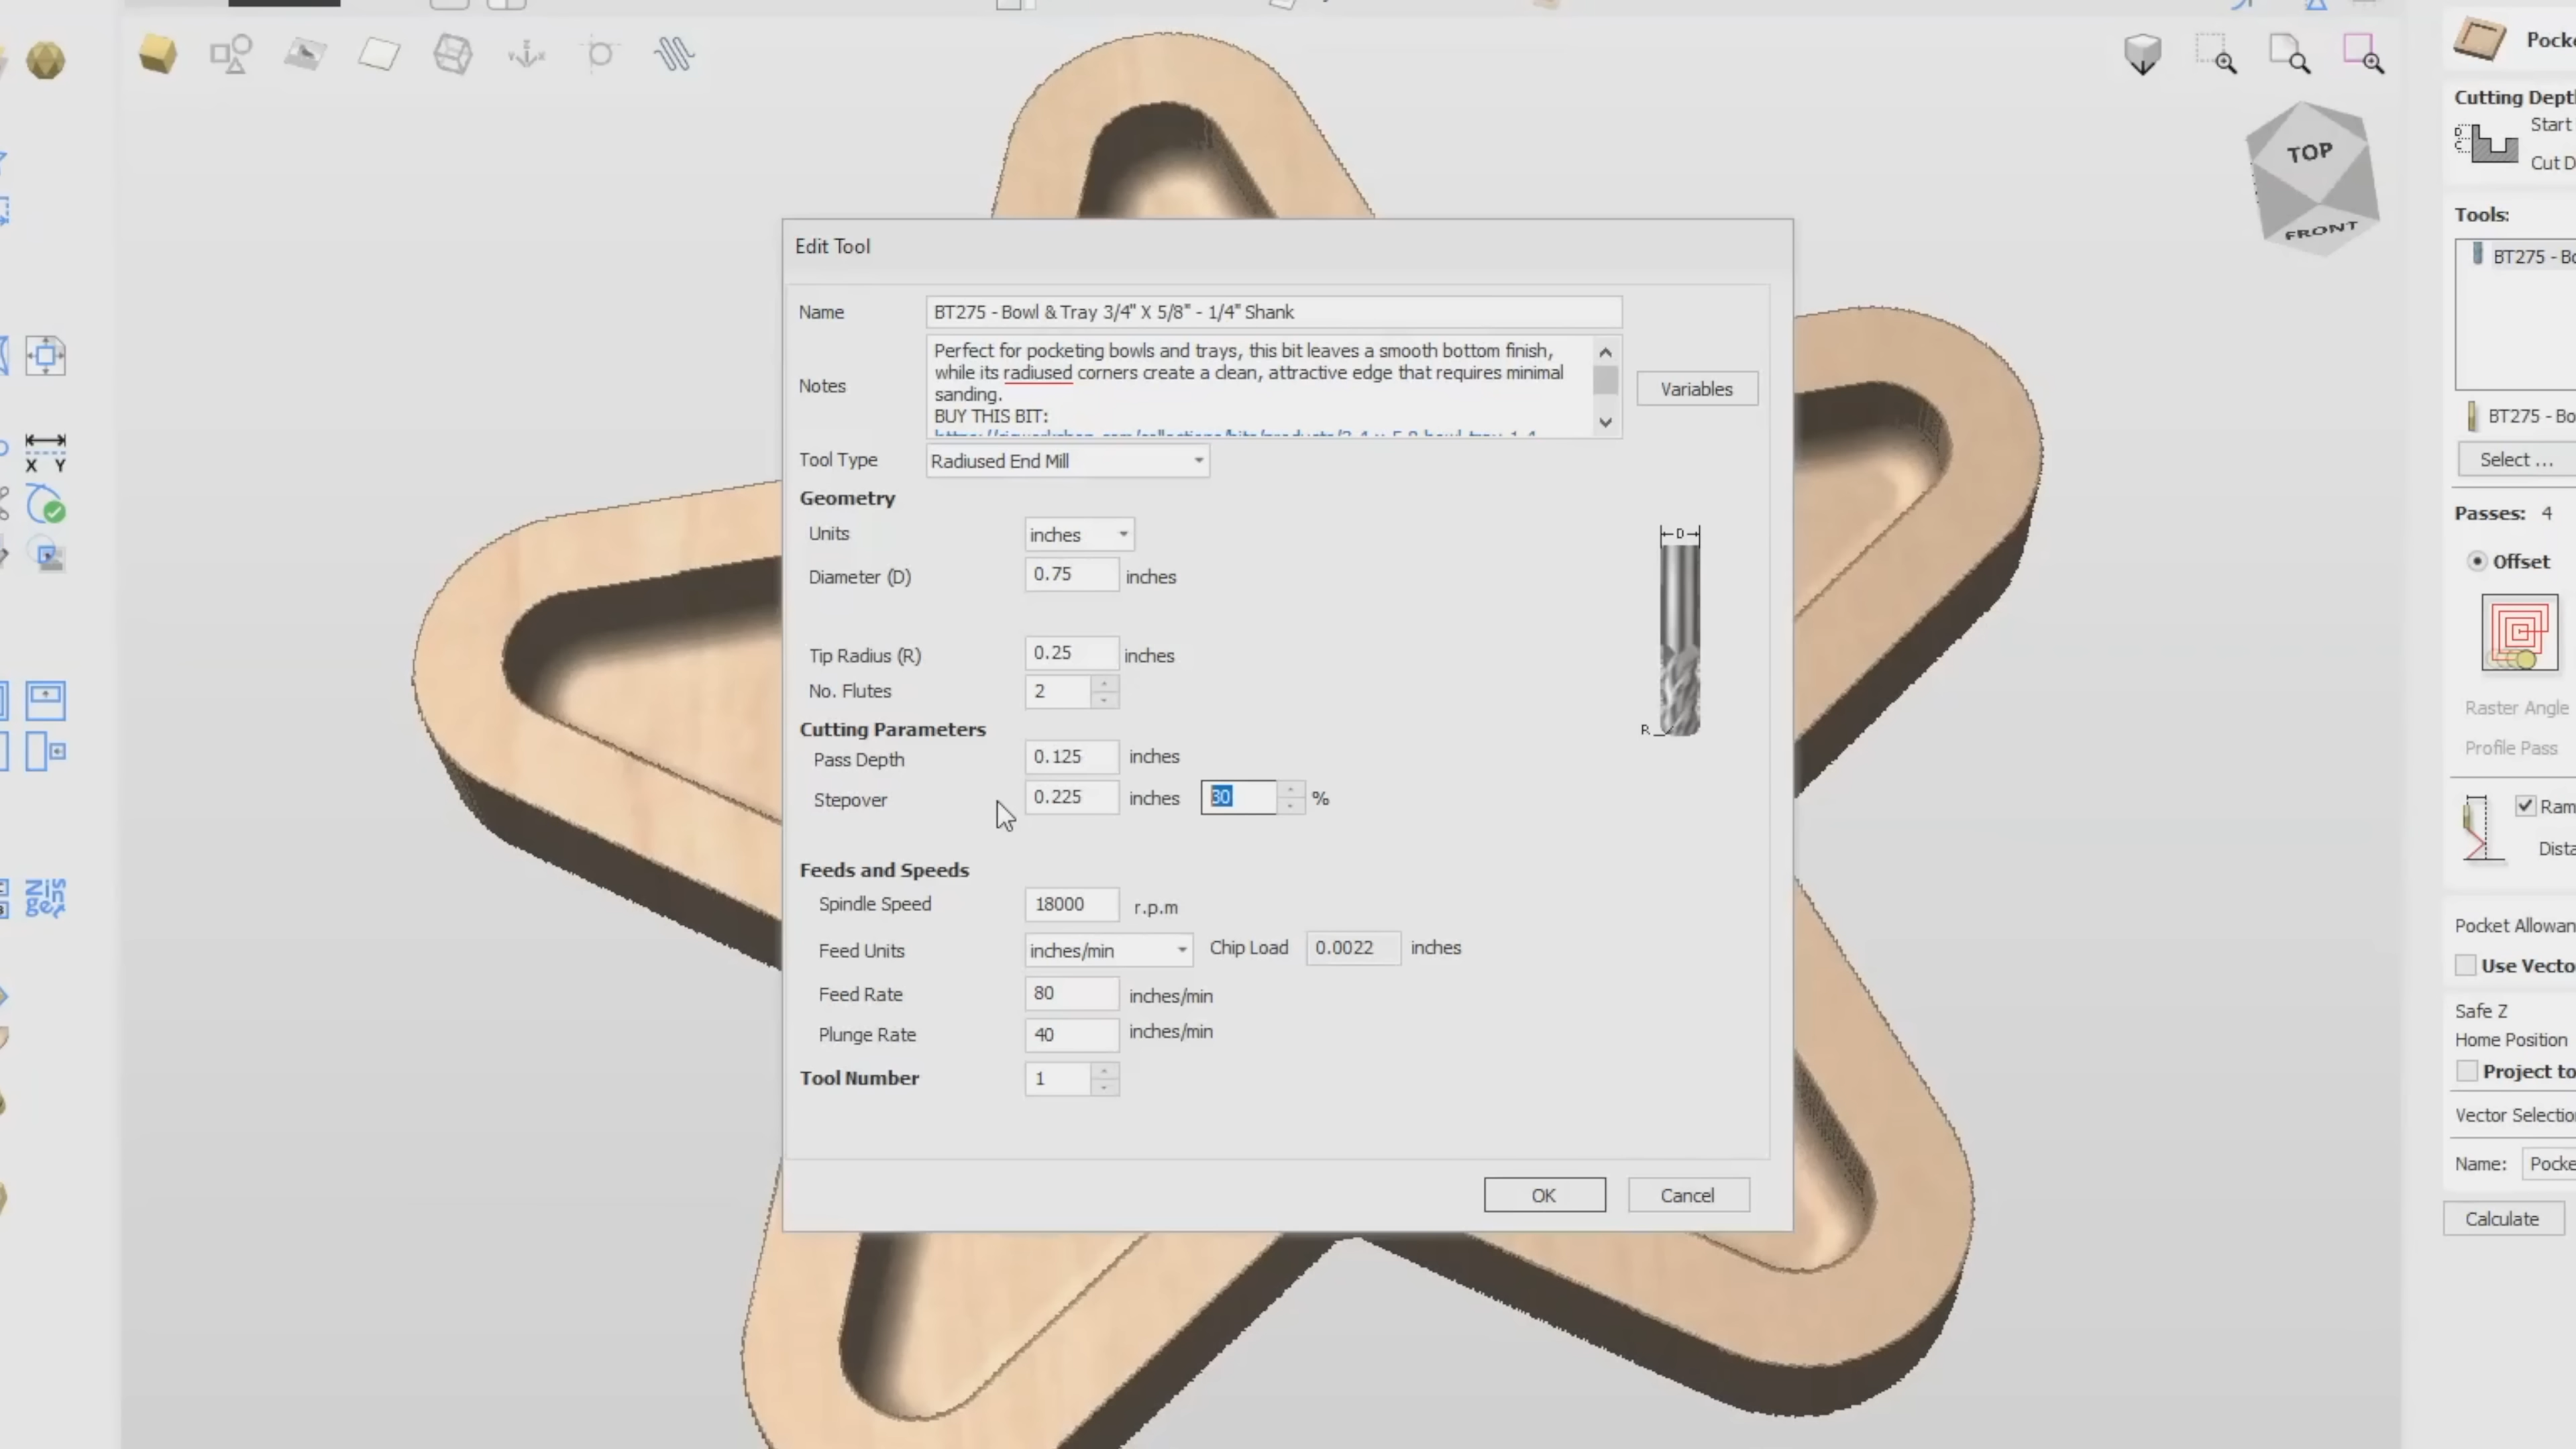 TOP
FRONT
X Y
Edit Tool
Name
BT275 - Bowl & Tray 3/4" X 5/8" - 1/4" Shank
Notes
Perfect for pocketing bowls and trays, this bit leaves a smooth bottom finish,
while its radiused corners create a clean, attractive edge that requires minimal
sanding.
BUY THIS BIT:
Variables
Tool Type
Radiused End Mill
Geometry
Units
inches
Diameter (D)
0.75
inches
D
Tip Radius (R)
0.25
inches
No. Flutes
2
R
Cutting Parameters
Pass Depth
0.125
inches
Stepover
0.225
inches
30
%
Feeds and Speeds
Spindle Speed
18000
r.p.m
Feed Units
inches/min
Chip Load
0.0022
inches
Feed Rate
80
inches/min
Plunge Rate
40
inches/min
Tool Number
1
OK
Cancel
Pocke
Cutting Dept
Start
Cut D
D
C
Tools:
BT275 - Bo
BT275 - Bo
Select ...
Passes: 4
Offset
Raster Angle
Profile Pass
Ram
Dista
Pocket Allowan
Use Vecto
Safe Z
Home Position
Project to
Vector Selectio
Name:
Pocke
Calculate